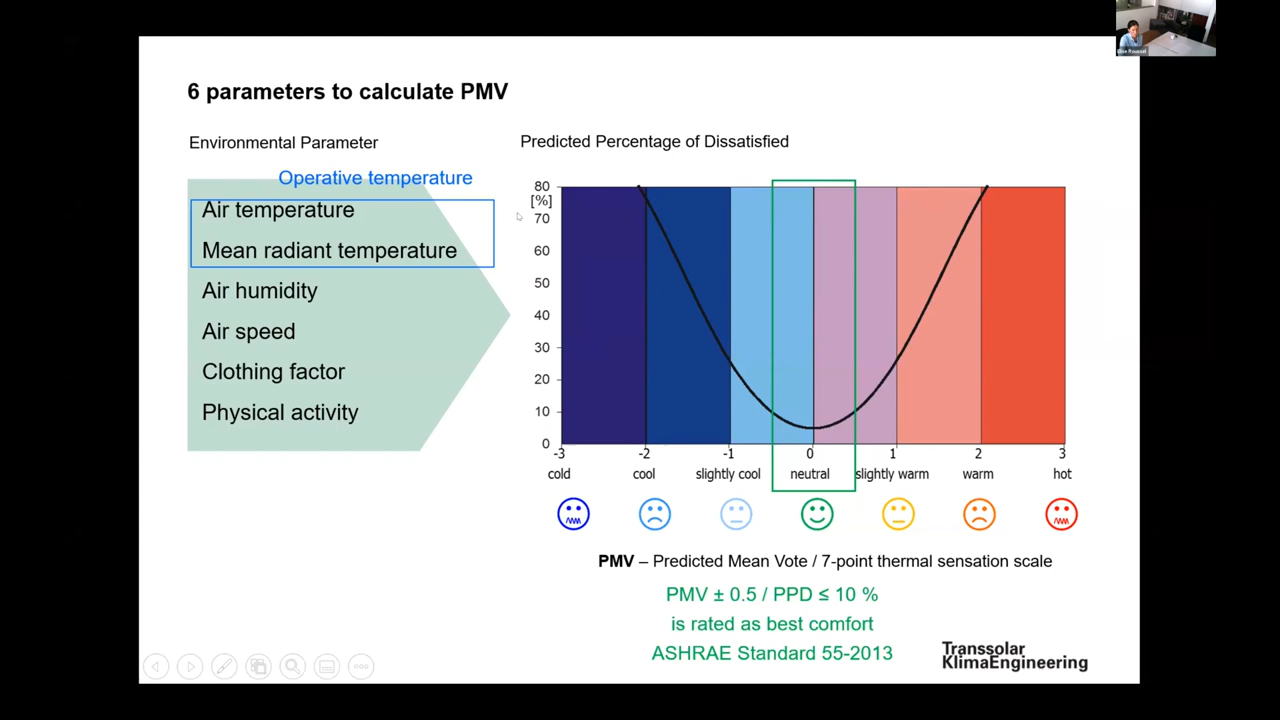 6 parameters to calculate PMV
Environmental Parameter
Operative temperature
Air temperature
Mean radiant temperature
Air humidity
Air speed
Clothing factor
Physical activity
Predicted Percentage of Dissatisfied
80
[%]
70
60
50
40
30
20
10
0
-3 -2 -1 0 1 2 3
cold cool slightly cool neutral slightly warm warm hot
PMV – Predicted Mean Vote / 7-point thermal sensation scale
PMV ± 0.5 / PPD ≤ 10 %
is rated as best comfort
ASHRAE Standard 55-2013
Transsolar
KlimaEngineering
Roussel